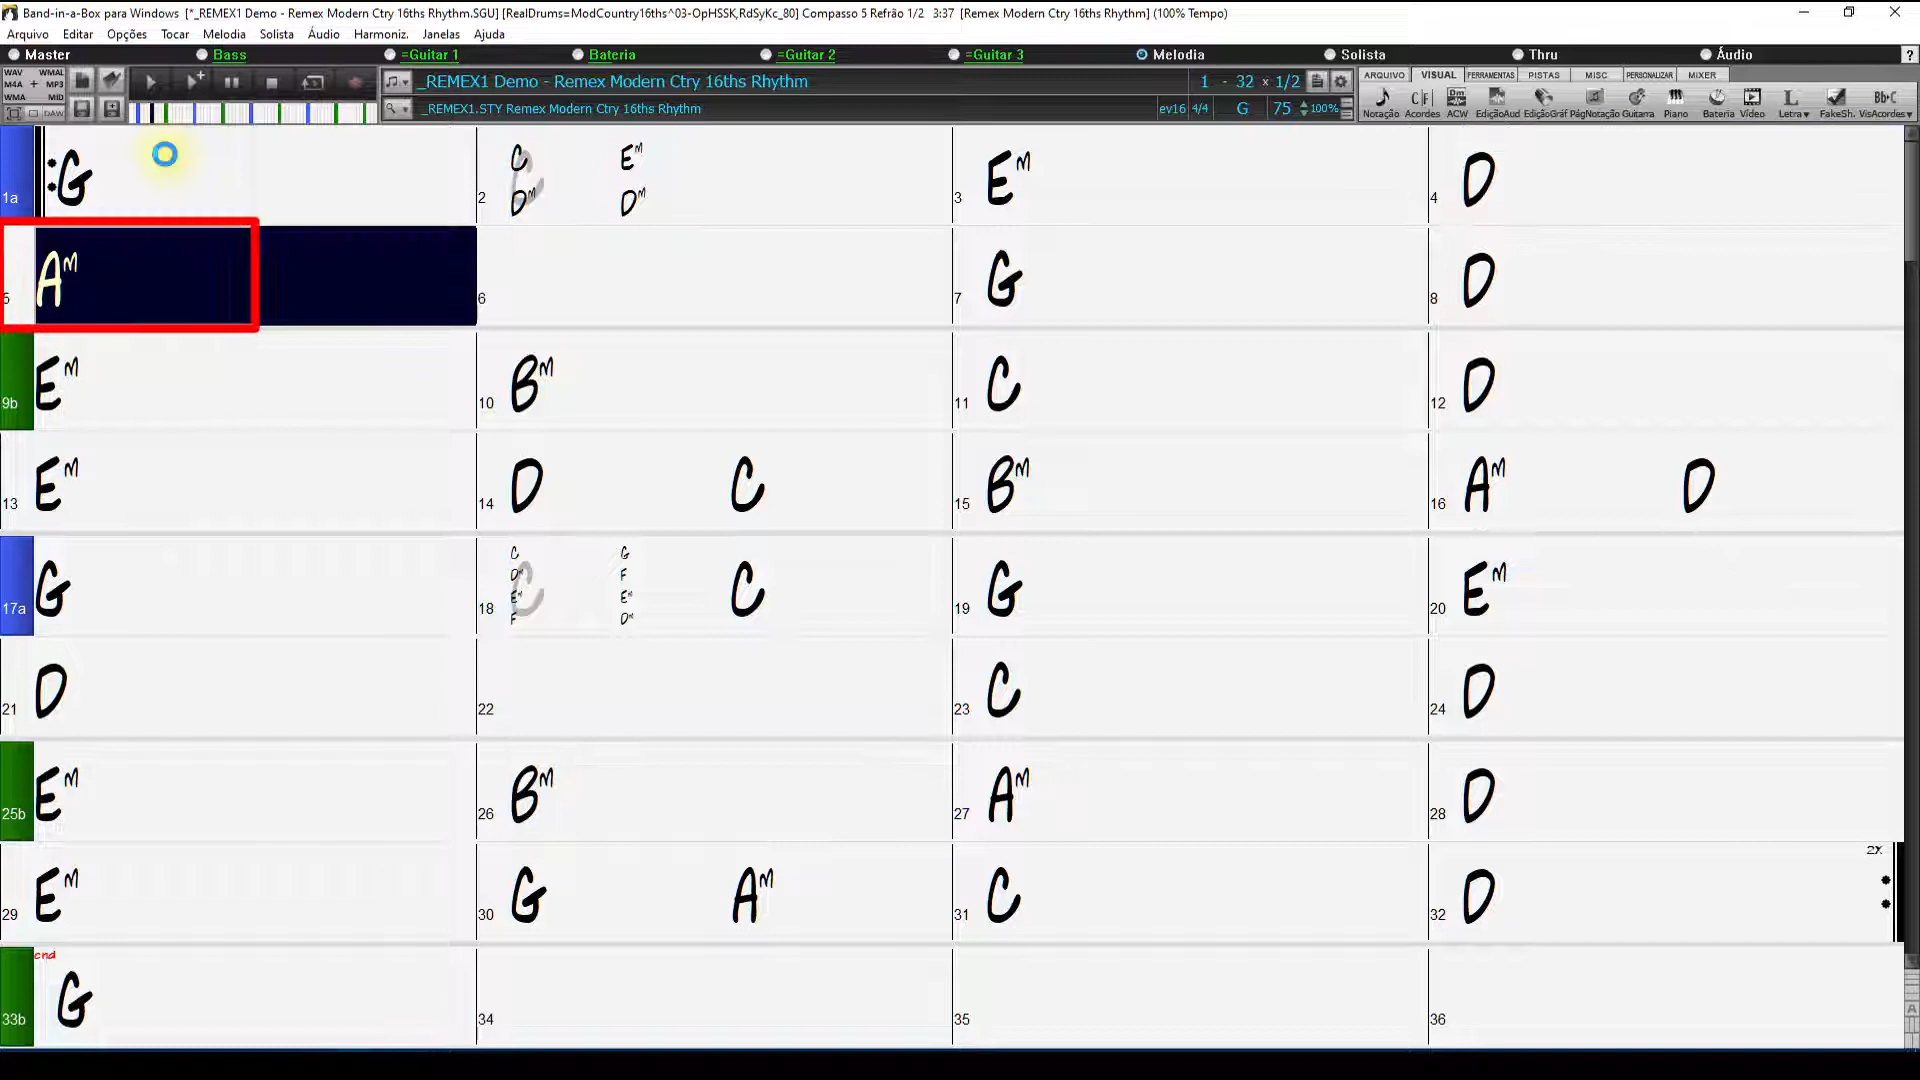 Band-in-a-Box para Windows [*_REMEX1 Demo - Remex Modern Ctry 16ths Rhythm.SGU] [RealDrums=ModCountry16ths^03-OpHSSK,RdSyKc_80] Compasso 5 Refrão 1/2 3:37 [Remex Modern Ctry 16ths Rhythm] (100% Tempo)
Arquivo Editar Opções Tocar Melodia Solista Áudio Harmoniz. Janelas Ajuda
Master Bass =Guitar 1 Bateria =Guitar 2 =Guitar 3 Melodia Solista Thru Áudio ?
WAV WMAL
M4A + MP3
WMA MID
DAW
_REMEX1 Demo - Remex Modern Ctry 16ths Rhythm 1 - 32 x 1/2
_REMEX1.STY Remex Modern Ctry 16ths Rhythm ev16 4/4 G 75 100%
ARQUIVO VISUAL FERRAMENTAS PISTAS MISC PERSONALIZAR MIXER
Notação Acordes ACW EdiçãoAud EdiçãoGráf PágNotação Guitarra Piano Bateria Vídeo Letra FakeSh. VisAcordes
1a :G 2 C Em 3 Em 4 D
Dm Dm
5 Am 6 7 G 8 D
9b Em 10 Bm 11 C 12 D
13 Em 14 D C 15 Bm 16 Am D
17a G 18 C G C 19 G 20 Em
Dm F
Em Em
F Dm
21 D 22 23 C 24 D
25b Em 26 Bm 27 Am 28 D
2x
29 Em 30 G Am 31 C 32 D
end
33b G 34 35 36